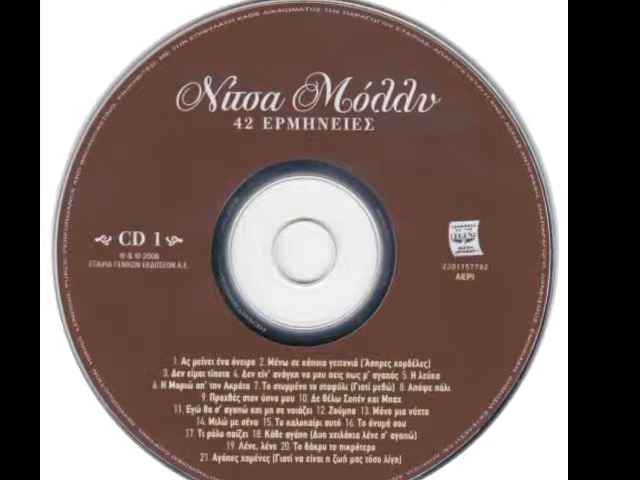 Νίτσα Μόλλυ
42 ΕΡΜΗΝΕΙΕΣ
CD 1
℗ & © 2006
ΕΤΑΙΡΙΑ ΓΕΝΙΚΩΝ ΕΚΔΟΣΕΩΝ Α.Ε.
2201157782
ΑΕΡΙ
1. Ας μείνει ένα όνειρο 2. Μένω σε κάποια γειτονιά (Άσπρες κορδέλες)
3. Δεν είμαι τίποτα 4. Δεν είν' ανάγκη να μου πεις πως μ' αγαπάς 5. Η λεύκα
6. Η Μαριώ απ' την Ακράτα 7. Το στυμμένο το σταφύλι (Γιατί μεθώ) 8. Απόψε πάλι
9. Προχθές στον ύπνο μου 10. Δε θέλω Σοπέν και Μπαχ
11. Εγώ θα σ' αγαπώ και μη σε νοιάζει 12. Ζούμπα 13. Μόνο μια νύχτα
14. Μιλώ με σένα 15. Το καλοκαίρι αυτό 16. Το όνομά σου
17. Τι ρόλο παίζει 18. Κάθε αγάπη (Δυο χειλάκια λένε σ' αγαπώ)
19. Λένε, λένε 20. Το δάκρυ το πικρότερο
21. Αγάπες χαμένες (Γιατί να είναι η ζωή μας τόσο λίγη)